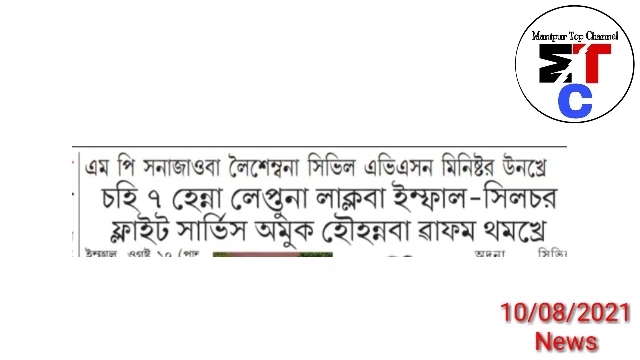 Manipur Top Channel
MT
C
এম পি সনাজাওবা লৈশেম্বনা সিভিল এভিএসন মিনিষ্টর উনখ্রে
চহি ৭ হেন্না লেপ্তুনা লাক্লবা ইম্ফাল-সিলচর
ফ্লাইট সার্ভিস অমুক হৌহন্নবা ৱাফম থমখ্রে
10/08/2021
News